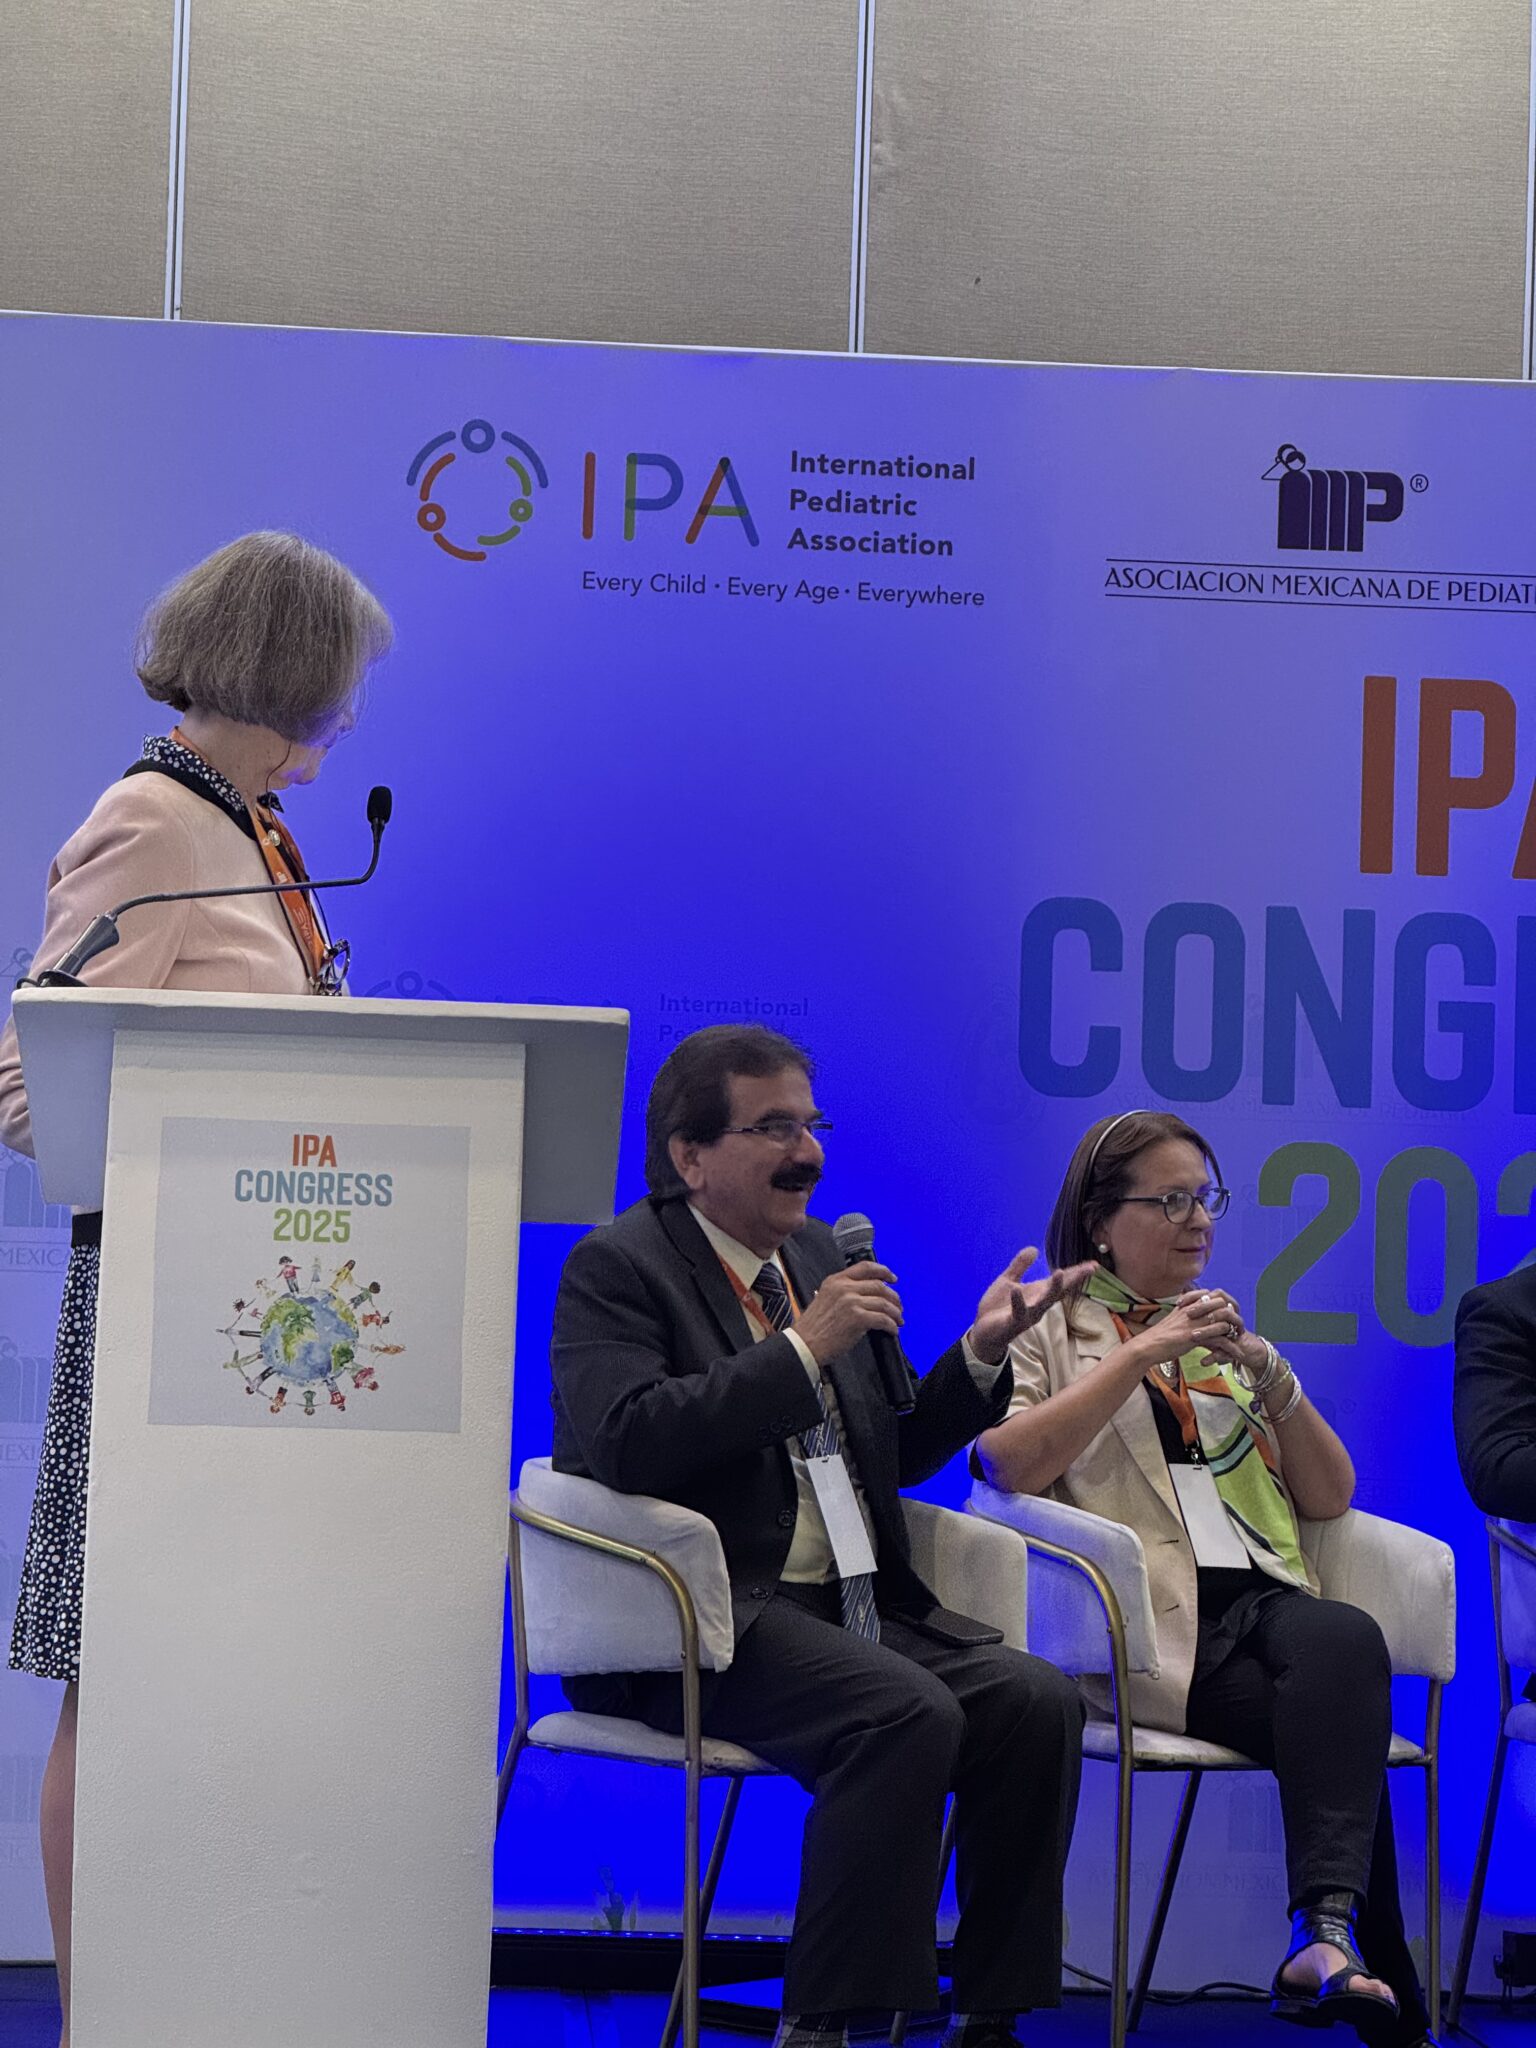 IPA
International
Pediatric
Association
Every Child · Every Age · Everywhere
AMP®
ASOCIACION MEXICANA DE PEDIAT
IPA
CONG
202
International
IPA
CONGRESS
2025